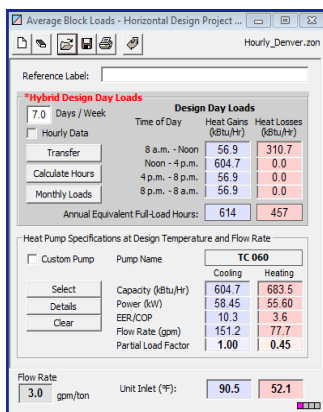 Average Block Loads - Horizontal Design Project ...
Hourly_Denver.zon
Reference Label:
*Hybrid Design Day Loads
7.0 Days / Week
Design Day Loads
Hourly Data
Time of Day Heat Gains (kBtu/Hr) Heat Losses (kBtu/Hr)
Transfer
8 a.m. - Noon 56.9 310.7
Calculate Hours
Noon - 4 p.m. 604.7 0.0
4 p.m. - 8 p.m. 56.9 0.0
Monthly Loads
8 p.m. - 8 a.m. 56.9 0.0
Annual Equivalent Full-Load Hours: 614 457
Heat Pump Specifications at Design Temperature and Flow Rate
Custom Pump Pump Name TC 060
Cooling Heating
Select Capacity (kBtu/Hr) 604.7 683.5
Details Power (kW) 58.45 55.60
Clear EER/COP 10.3 3.6
Flow Rate (gpm) 151.2 77.7
Partial Load Factor 1.00 0.45
Flow Rate
3.0 gpm/ton Unit Inlet (°F): 90.5 52.1